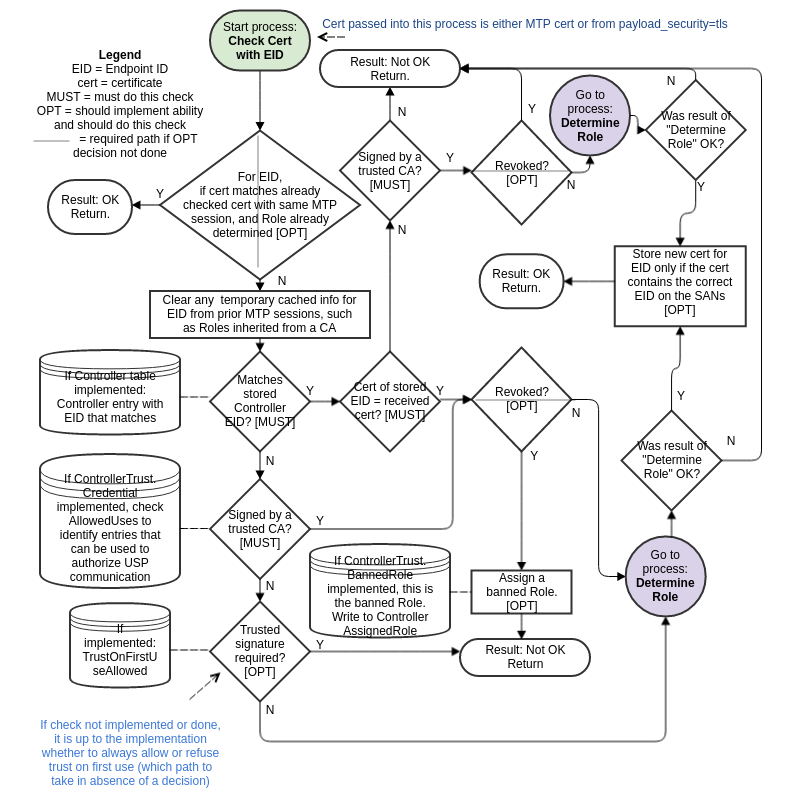 Start process:
Check Cert
with EID
Cert passed into this process is either MTP cert or from payload_security=tls
Legend
EID = Endpoint ID
cert = certificate
MUST = must do this check
OPT = should implement ability
and should do this check
= required path if OPT
decision not done
Result: Not OK
Return.
Go to
process:
Determine
Role
Was result of
"Determine
Role" OK?
N
N
Y
Signed by a
trusted CA?
[MUST]
Y
Revoked?
[OPT]
N
Y
N
For EID,
if cert matches already
checked cert with same MTP
session, and Role already
determined [OPT]
Y
Result: OK
Return.
N
Result: OK
Return.
Store new cert for
EID only if the cert
contains the correct
EID on the SANs
[OPT]
Clear any temporary cached info for
EID from prior MTP sessions, such
as Roles inherited from a CA
If Controller table
implemented:
Controller entry with
EID that matches
Matches
stored
Controller
EID? [MUST]
Y
Cert of stored
EID = received
cert? [MUST]
Y
Revoked?
[OPT]
N
Y
Y
Was result of
"Determine
Role" OK?
N
N
If ControllerTrust.
Credential
implemented, check
AllowedUses to
identify entries that
can be used to
authorize USP
communication
Signed by a
trusted CA?
[MUST]
Y
N
If ControllerTrust.
BannedRole
implemented, this is
the banned Role.
Write to Controller
AssignedRole
Assign a
banned Role.
[OPT]
Go to
process:
Determine
Role
If
implemented:
TrustOnFirstU
seAllowed
Trusted
signature
required?
[OPT]
Y
Result: Not OK
Return
N
If check not implemented or done,
it is up to the implementation
whether to always allow or refuse
trust on first use (which path to
take in absence of a decision)